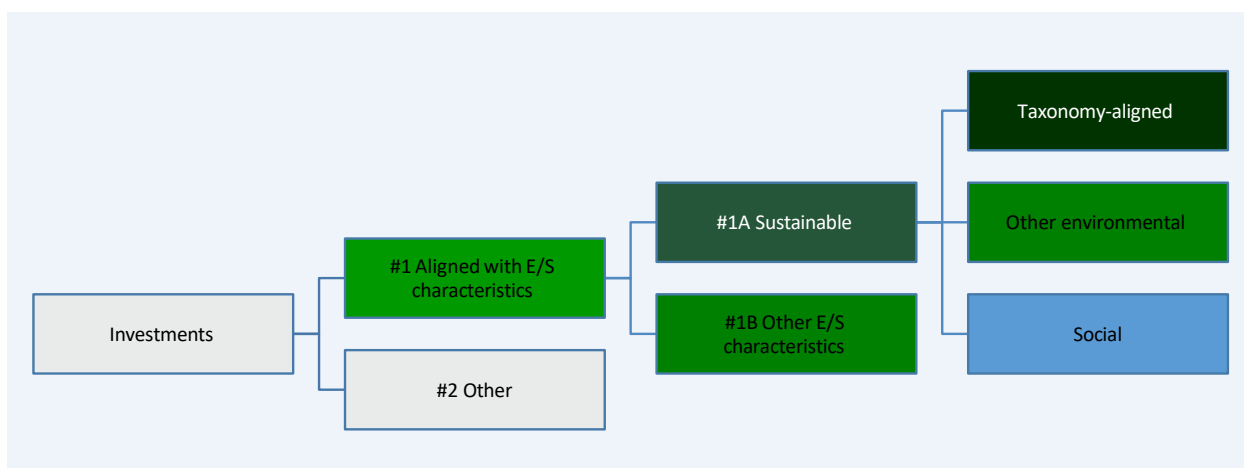 Taxonomy-aligned
#1A Sustainable
Other environmental
#1 Aligned with E/S
characteristics
Investments
#1B Other E/S
characteristics
Social
#2 Other